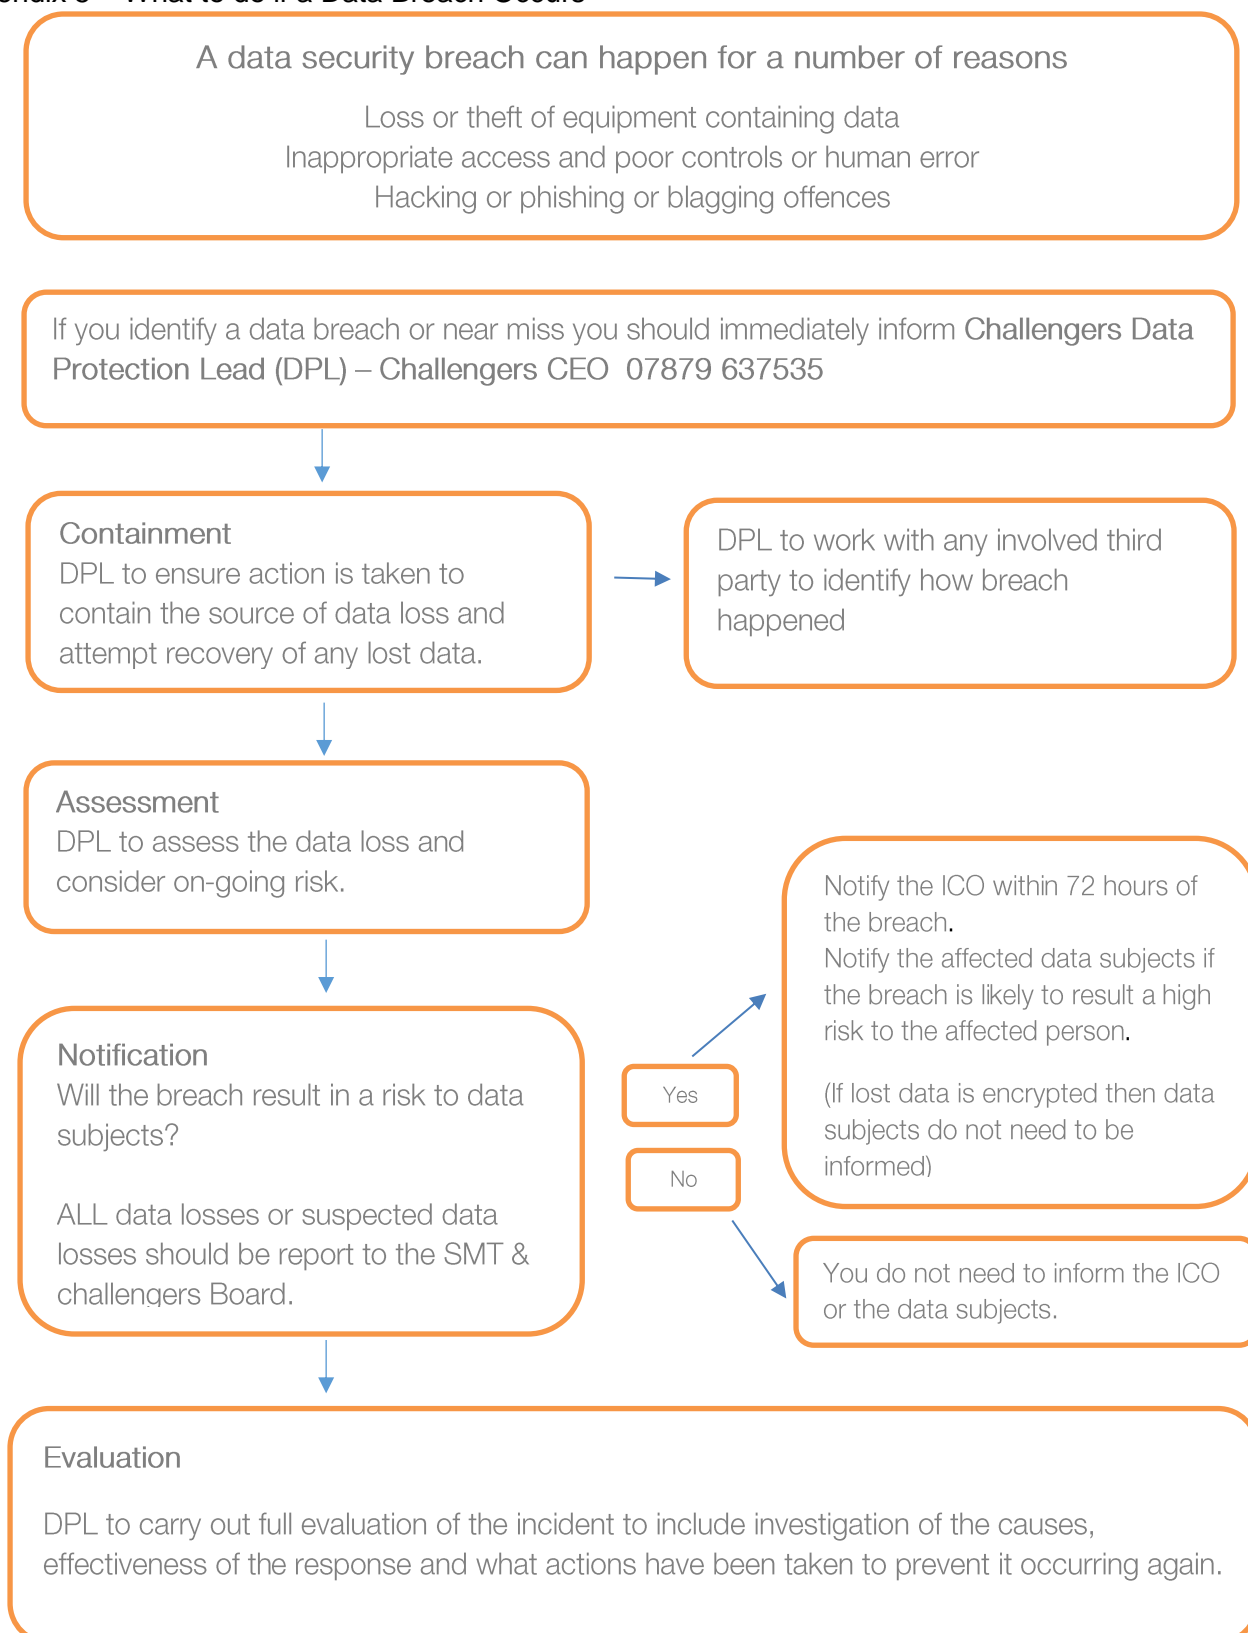 What to do if a Data Breach Occurs
A data security breach can happen for a number of reasons
Loss or theft of equipment containing data
Inappropriate access and poor controls or human error
Hacking or phishing or blagging offences
If you identify a data breach or near miss you should immediately inform Challengers Data
Protection Lead (DPL) – Challengers CEO 07879 637535
Containment
DPL to ensure action is taken to
contain the source of data loss and
attempt recovery of any lost data.
DPL to work with any involved third
party to identify how breach
happened
Assessment
DPL to assess the data loss and
consider on-going risk.
Notification
Will the breach result in a risk to data
subjects?
ALL data losses or suspected data
losses should be report to the SMT &
challengers Board.
Yes
No
Notify the ICO within 72 hours of
the breach.
Notify the affected data subjects if
the breach is likely to result a high
risk to the affected person.
(If lost data is encrypted then data
subjects do not need to be
informed)
You do not need to inform the ICO
or the data subjects.
Evaluation
DPL to carry out full evaluation of the incident to include investigation of the causes,
effectiveness of the response and what actions have been taken to prevent it occurring again.